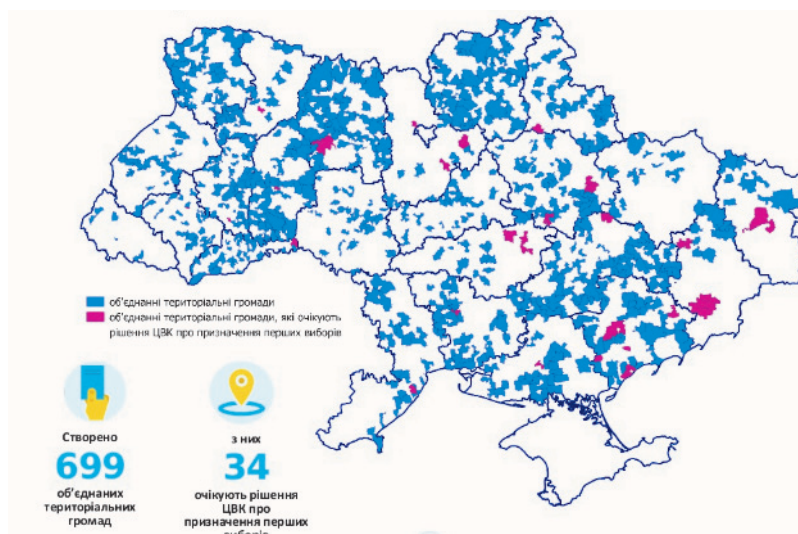 об'єднанні територіальні громади
об'єднанні територіальні громади, які очікують
рішення ЦВК про призначення перших виборів
Створено
699
об'єднаних
територіальних
громад
з них
34
очікують рішення
ЦВК про
призначення перших
виборів